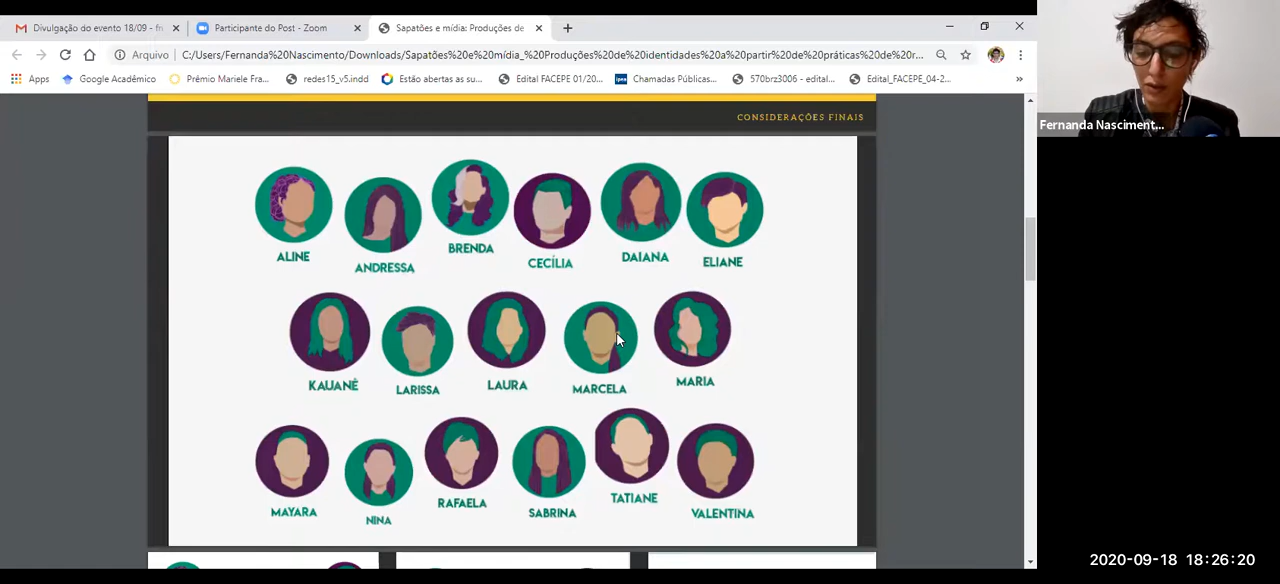 Divulgação do evento 18/09 - fn
Participante do Post - Zoom
Sapatões e mídia: Produções de
Arquivo
C:/Users/Fernanda%20Nascimento/Downloads/Sapatões%20e%20mídia_%20Produções%20de%20identidades%20a%20partir%20de%20práticas%20de%20r...
Apps
Google Acadêmico
Prêmio Mariele Fra...
redes15_v5.indd
Estão abertas as su...
Edital FACEPE 01/20...
Chamadas Públicas...
570brz3006 - edital...
Edital_FACEPE_04-2...
»
CONSIDERAÇÕES FINAIS
ALINE
ANDRESSA
BRENDA
CECÍLIA
DAIANA
ELIANE
KAUANÊ
LARISSA
LAURA
MARCELA
MARIA
MAYARA
NINA
RAFAELA
SABRINA
TATIANE
VALENTINA
Fernanda Nasciment...
2020-09-18 18:26:20